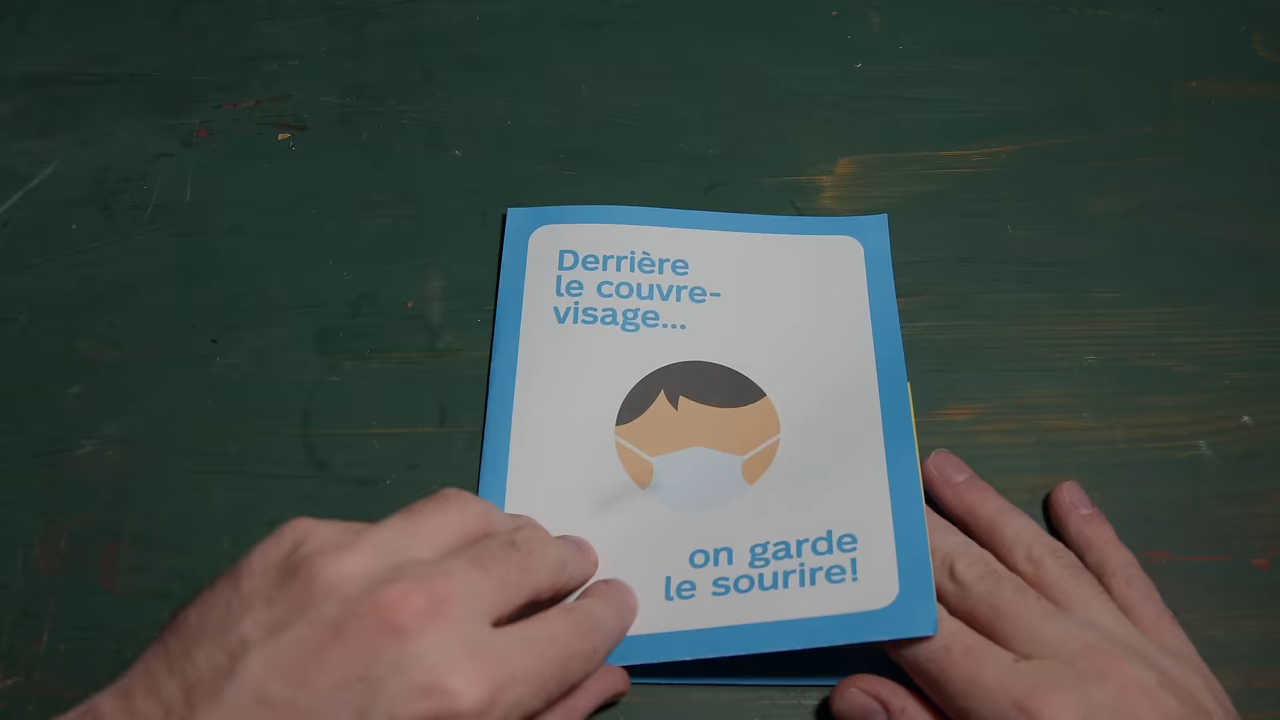 Derrière
le couvre-
visage...
on garde
le sourire!